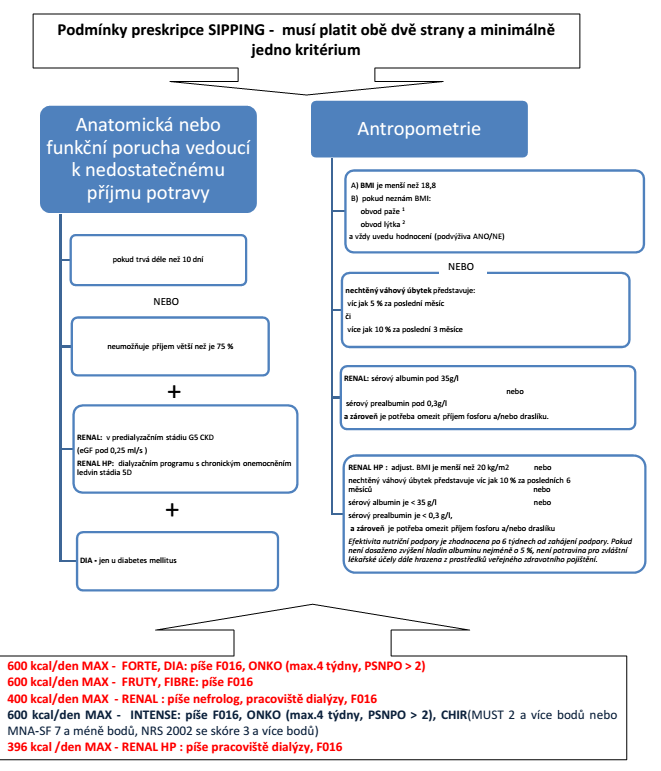 Podmínky preskripce SIPPING - musí platit obě dvě strany a minimálně
jedno kritérium
Anatomická nebo
funkční porucha vedoucí
k nedostatečnému
příjmu potravy
pokud trvá déle než 10 dní
NEBO
neumožňuje příjem větší než je 75 %
+
RENAL: v predialyzačním stádiu G5 CKD
(eGF pod 0,25 ml/s )
RENAL HP: dialyzačním programu s chronickým onemocněním
ledvin stádia 5D
+
DIA - jen u diabetes mellitus
Antropometrie
A) BMI je menší než 18,8
B) pokud neznám BMI:
obvod paže ¹
obvod lýtka ²
a vždy uvedu hodnocení (podvýživa ANO/NE)
NEBO
nechtěný váhový úbytek představuje:
víc jak 5 % za poslední měsíc
či
více jak 10 % za poslední 3 měsíce
RENAL: sérový albumin pod 35g/l
nebo
sérový prealbumin pod 0,3g/l
a zároveň je potřeba omezit příjem fosforu a/nebo draslíku.
RENAL HP : adjust. BMI je menší než 20 kg/m2 nebo
nechtěný váhový úbytek představuje víc jak 10 % za posledních 6
měsíců nebo
sérový albumin je < 35 g/l nebo
sérový prealbumin je < 0,3 g/l,
a zároveň je potřeba omezit příjem fosforu a/nebo draslíku
Efektivita nutriční podpory je zhodnocena po 6 týdnech od zahájení podpory. Pokud
není dosaženo zvýšení hladin albuminu nejméně o 5 %, není potravina pro zvláštní
lékařské účely dále hrazena z prostředků veřejného zdravotního pojištění.
600 kcal/den MAX - FORTE, DIA: píše F016, ONKO (max.4 týdny, PSNPO > 2)
600 kcal/den MAX - FRUTY, FIBRE: píše F016
400 kcal/den MAX - RENAL : píše nefrolog, pracoviště dialýzy, F016
600 kcal/den MAX - INTENSE: píše F016, ONKO (max.4 týdny, PSNPO > 2), CHIR(MUST 2 a více bodů nebo
MNA-SF 7 a méně bodů, NRS 2002 se skóre 3 a více bodů)
396 kcal /den MAX - RENAL HP : píše pracoviště dialýzy, F016